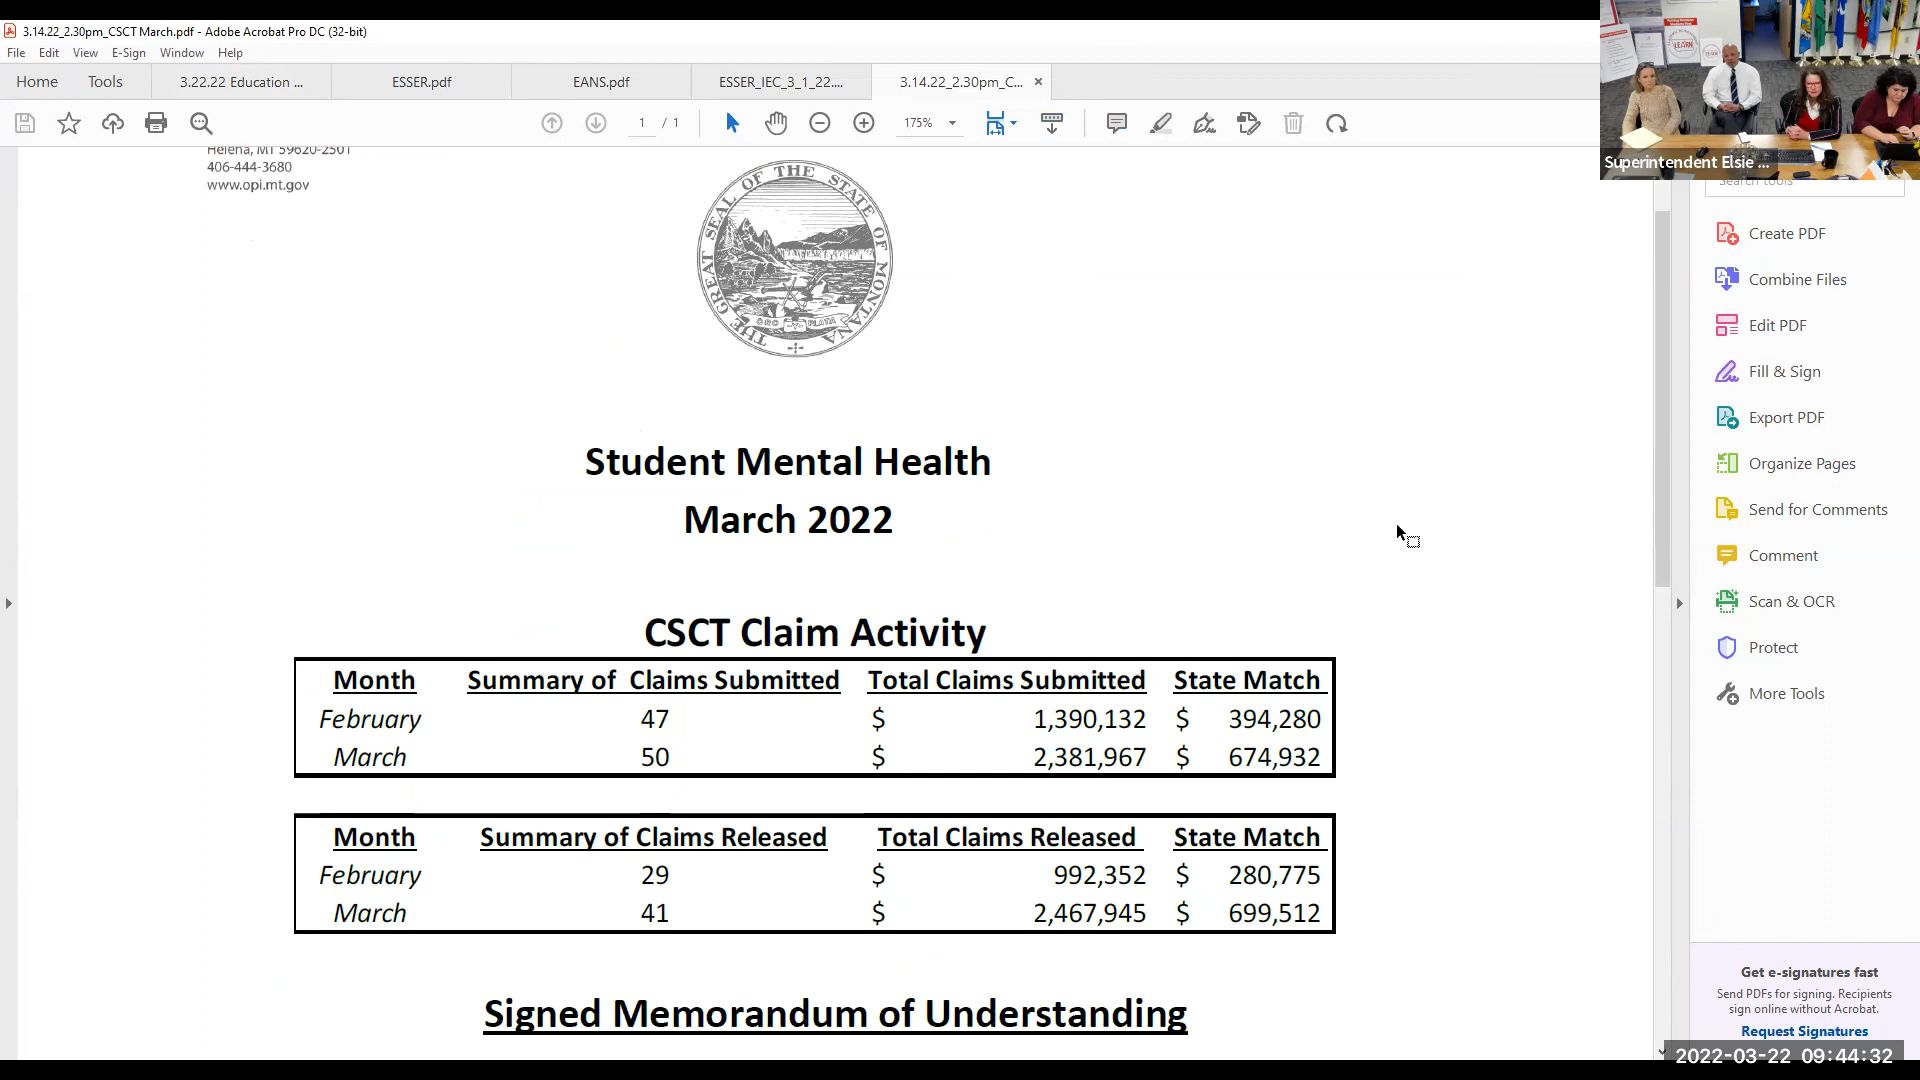 3.14.22_2.30pm_CSCT March.pdf - Adobe Acrobat Pro DC (32-bit)
File Edit View E-Sign Window Help
Home Tools 3.22.22 Education ... ESSER.pdf EANS.pdf ESSER_IEC_3_1_22.... 3.14.22_2.30pm_C... ×
1 / 1 175%
Helena, MT 59620-2501
406-444-3680
www.opi.mt.gov
THE GREAT SEAL OF THE STATE OF MONTANA
ORO Y PLATA
Student Mental Health
March 2022
CSCT Claim Activity
Month Summary of Claims Submitted Total Claims Submitted State Match
February 47 $ 1,390,132 $ 394,280
March 50 $ 2,381,967 $ 674,932
Month Summary of Claims Released Total Claims Released State Match
February 29 $ 992,352 $ 280,775
March 41 $ 2,467,945 $ 699,512
Signed Memorandum of Understanding
LEARN
Superintendent Elsie ...
Search tools
Create PDF
Combine Files
Edit PDF
Fill & Sign
Export PDF
Organize Pages
Send for Comments
Comment
Scan & OCR
Protect
More Tools
Get e-signatures fast
Send PDFs for signing. Recipients
sign online without Acrobat.
Request Signatures
2022-03-22 09:44:32